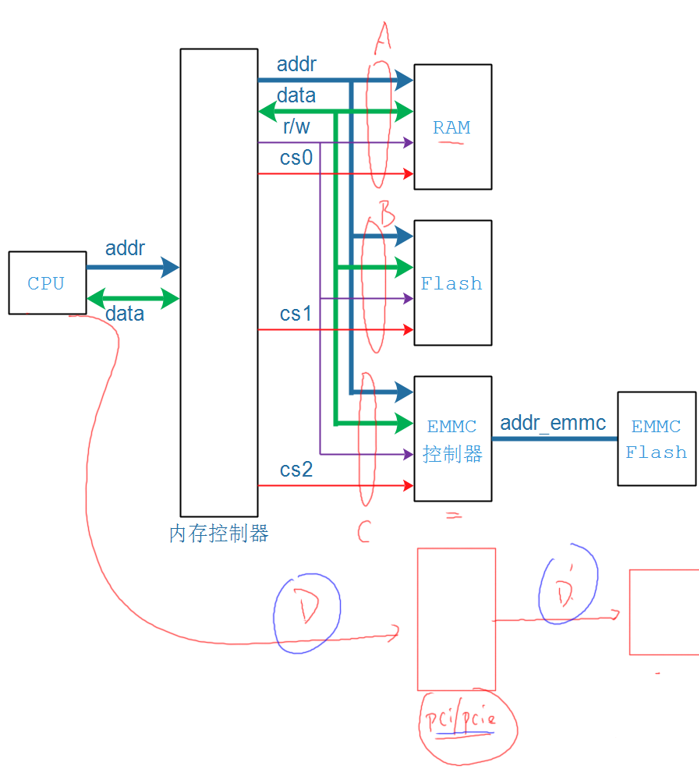 A
addr
data
RAM
r/w
cs0
B
addr
CPU
Flash
data
cs1
EMMC
控制器
addr_emmc
EMMC
Flash
cs2
C
内存控制器
D
D'
pci/pcie